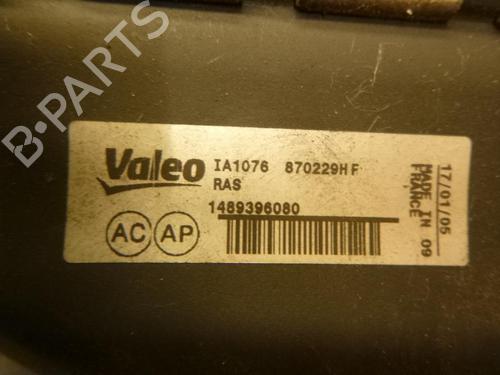 B-PARTS
Valeo
IA1076 870229HF
RAS
1489396080
AC AP
17/01/05
MADE IN 09
FRANCE